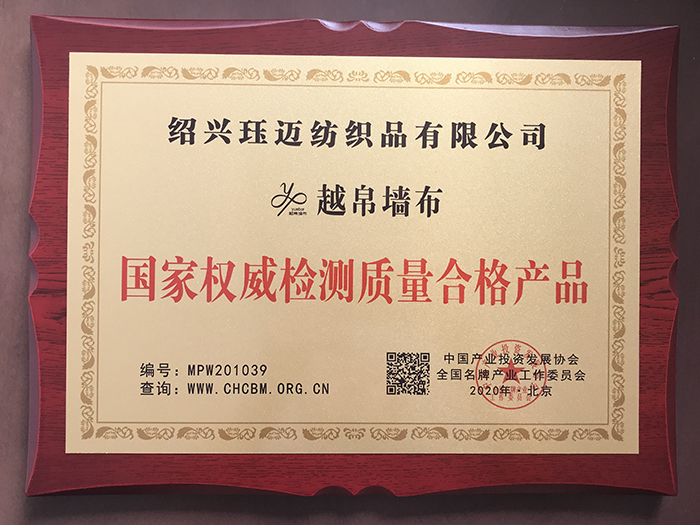 绍兴珏迈纺织品有限公司
越帛墙布
国家权威检测质量合格产品
编号:MPW201039
查询:WWW.CHCBM.ORG.CN
中国产业投资发展协会
全国名牌产业工作委员会
2020年·北京